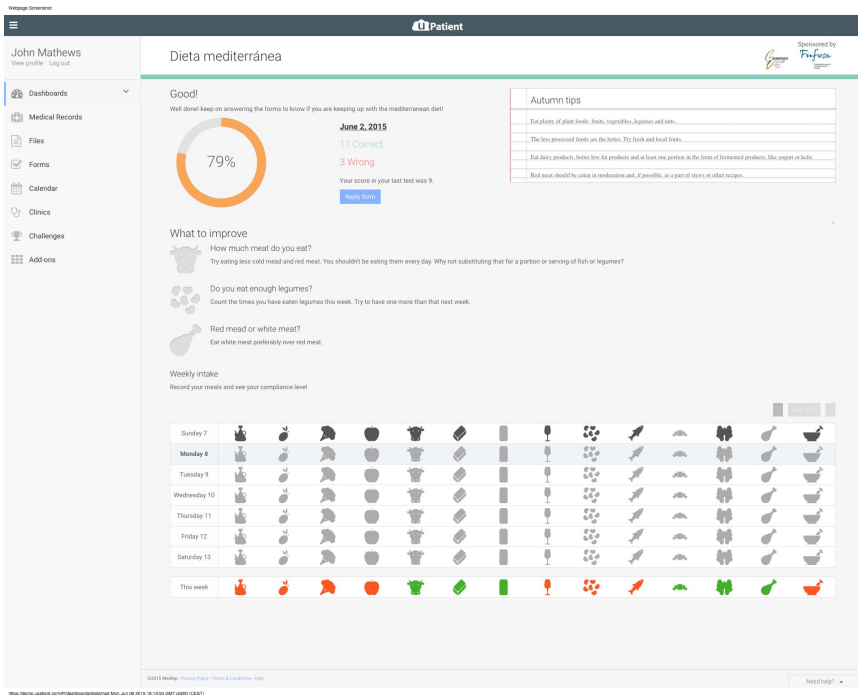 Webpage Screenshot
uPatient
John Mathews
View profile Log out
Dashboards
Medical Records
Files
Forms
Calendar
Clinics
Challenges
Add-ons
Dieta mediterránea
Sponsored by
Good!
Well done! keep on answering the forms to know if you are keeping up with the mediterranean diet!
79%
June 2, 2015
11 Correct
3 Wrong
Your score in your last test was 9.
Reply form
Autumn tips
Eat plenty of plant foods: fruits, vegetables, legumes and nuts.
The less processed foods are the better. Try fresh and local fruits.
Eat dairy products, better low fat products and at least one portion in the form of fermented products, like yogurt or kefir.
Red meat should be eaten in moderation and, if possible, as a part of stews or other recipes.
What to improve
How much meat do you eat?
Try eating less cold mead and red meat. You shouldn't be eating them every day. Why not substituting that for a portion or serving of fish or legumes?
Do you eat enough legumes?
Count the times you have eaten legumes this week. Try to have one more than that next week.
Red mead or white meat?
Eat white meat preferably over red meat.
Weekly intake
Record your meals and see your compliance level
Sunday 7
Monday 8
Tuesday 9
Wednesday 10
Thursday 11
Friday 12
Saturday 13
This week
©2015 Mediep - Privacy Policy - Terms & Conditions - Help
Need help?